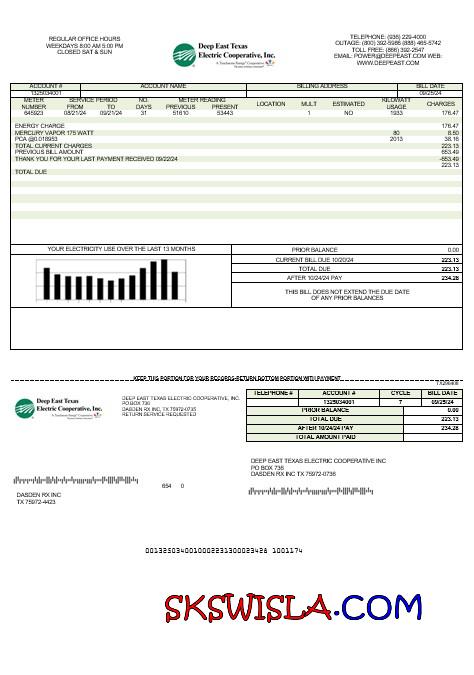 REGULAR OFFICE HOURS
WEEKDAYS 8:00 AM 5:00 PM
CLOSED SAT & SUN
Deep East Texas
Electric Cooperative, Inc.
TELEPHONE: (936) 229-4000
OUTAGE: (800) 392-5986 (888) 465-5742
TOLL FREE: (866) 392-2547
EMAIL: POWER@DEEPEAST.COM WEB:
WWW.DEEPEAST.COM
ACCOUNT # ACCOUNT NAME BILLING ADDRESS BILL DATE
1325034001 09/25/24
METER SERVICE PERIOD NO. METER READING KILOWATT
NUMBER FROM TO DAYS PREVIOUS PRESENT LOCATION MULT ESTIMATED USAGE CHARGES
645923 08/21/24 09/21/24 31 51610 53443 1 NO 1933 176.47
ENERGY CHARGE 176.47
MERCURY VAPOR 175 WATT 80 8.50
PCA @0.018953 2013 38.16
TOTAL CURRENT CHARGES 223.13
PREVIOUS BILL AMOUNT 653.49
THANK YOU FOR YOUR LAST PAYMENT RECEIVED 09/22/24 -653.49
223.13
TOTAL DUE
YOUR ELECTRICITY USE OVER THE LAST 13 MONTHS
PRIOR BALANCE 0.00
CURRENT BILL DUE 10/20/24 223.13
TOTAL DUE 223.13
AFTER 10/24/24 PAY 234.28
THIS BILL DOES NOT EXTEND THE DUE DATE
OF ANY PRIOR BALANCES
KEEP THIS PORTION FOR YOUR RECORDS-RETURN BOTTOM PORTION WITH PAYMENT
Deep East Texas
Electric Cooperative, Inc.
DEEP EAST TEXAS ELECTRIC COOPERATIVE, INC.
PO BOX 736
DASDEN RX INC, TX 75972-0735
RETURN SERVICE REQUESTED
TELEPHONE # ACCOUNT # CYCLE BILL DATE
1325034001 7 09/25/24
PRIOR BALANCE 0.00
TOTAL DUE 223.13
AFTER 10/24/24 PAY 234.28
TOTAL AMOUNT PAID
DEEP EAST TEXAS ELECTRIC COOPERATIVE INC
PO BOX 736
DASDEN RX INC TX 75972-0736
654 0
DASDEN RX INC
TX 75972-4423
0013250340010002231300023428 1001174
SKSWISLA.COM